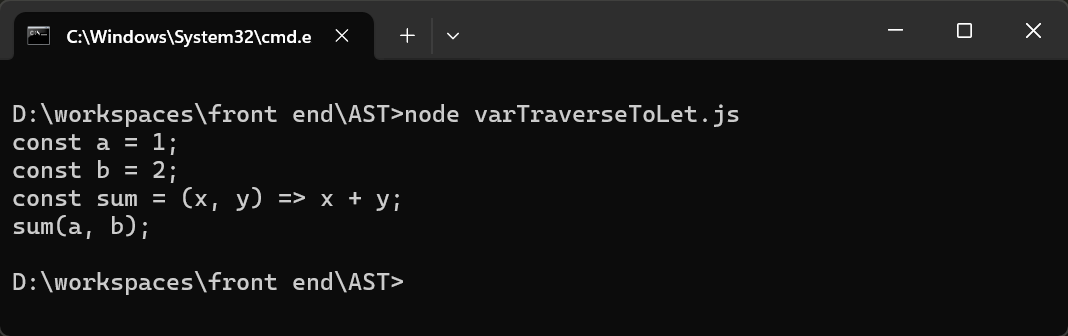 C:\Windows\System32\cmd.e
D:\workspaces\front end\AST>node varTraverseToLet.js
const a = 1;
const b = 2;
const sum = (x, y) => x + y;
sum(a, b);
D:\workspaces\front end\AST>